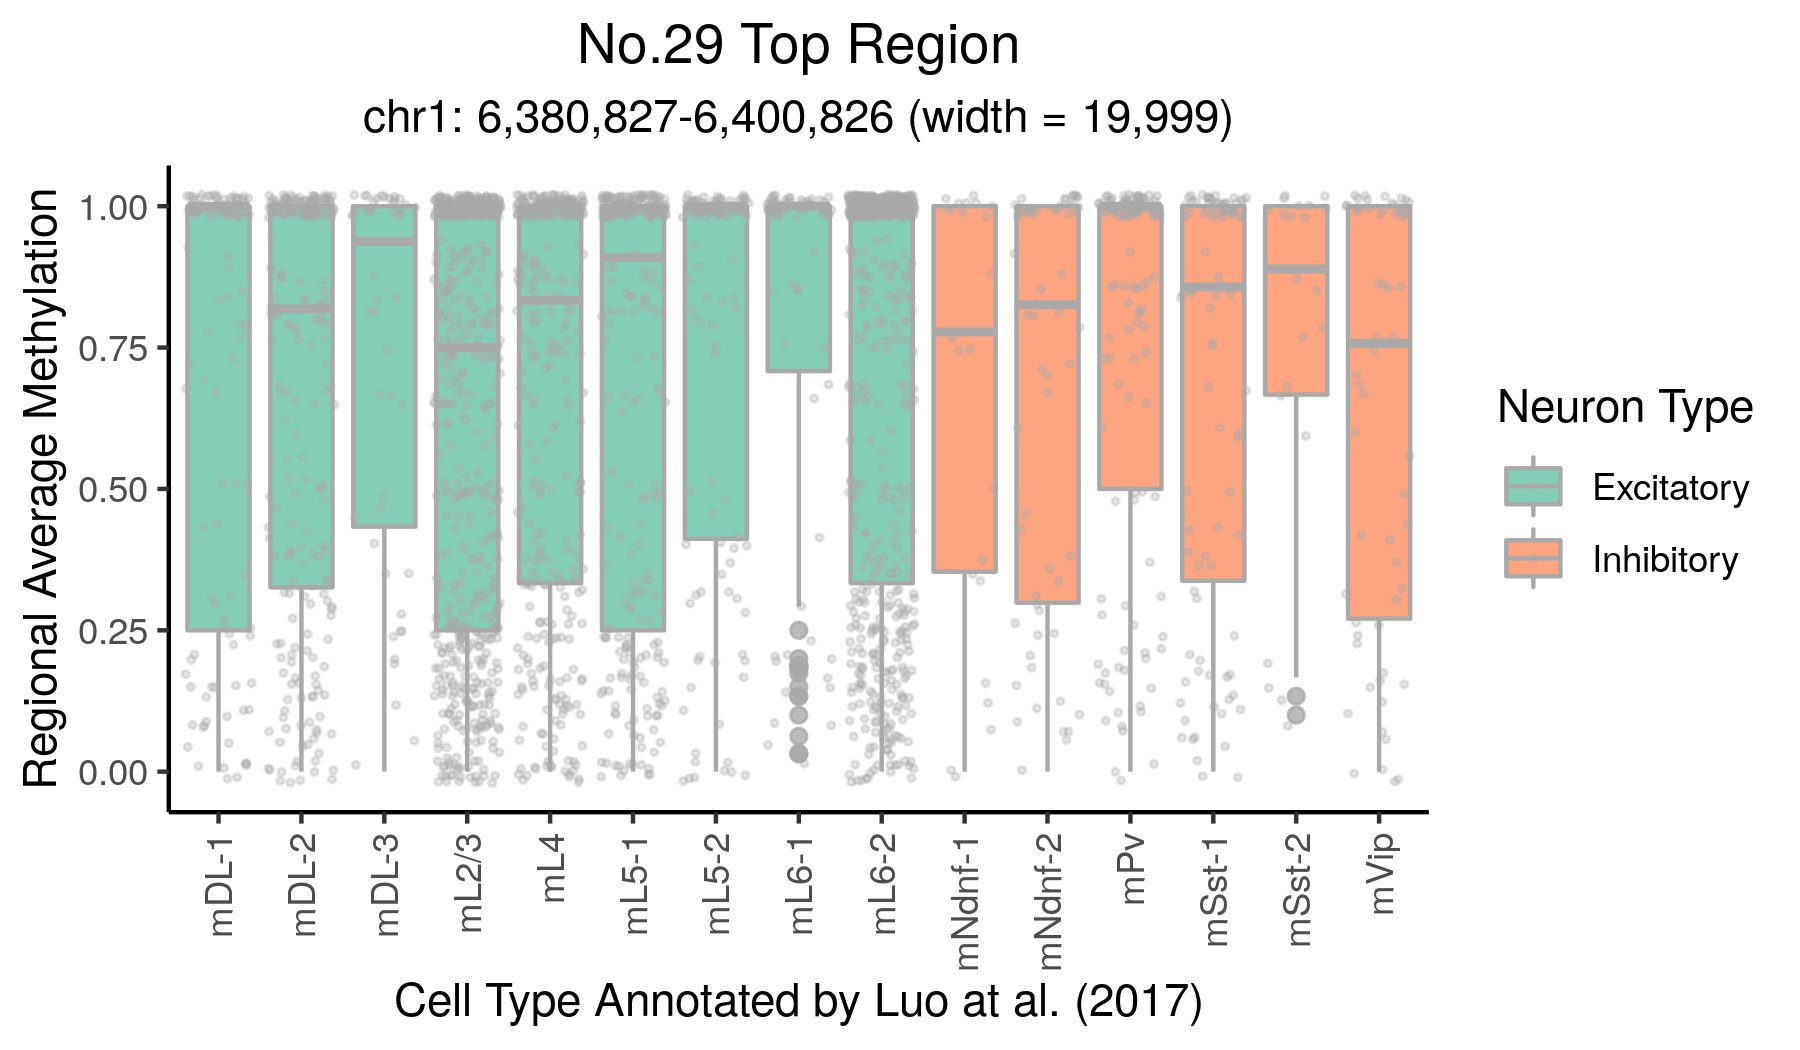 No.29 Top Region
chr1: 6,380,827-6,400,826 (width = 19,999)
Regional Average Methylation
1.00
0.75
0.50
0.25
0.00
mDL-1
mDL-2
mDL-3
mL2/3
mL4
mL5-1
mL5-2
mL6-1
mL6-2
mNdnf-1
mNdnf-2
mPv
mSst-1
mSst-2
mVip
Cell Type Annotated by Luo at al. (2017)
Neuron Type
Excitatory
Inhibitory